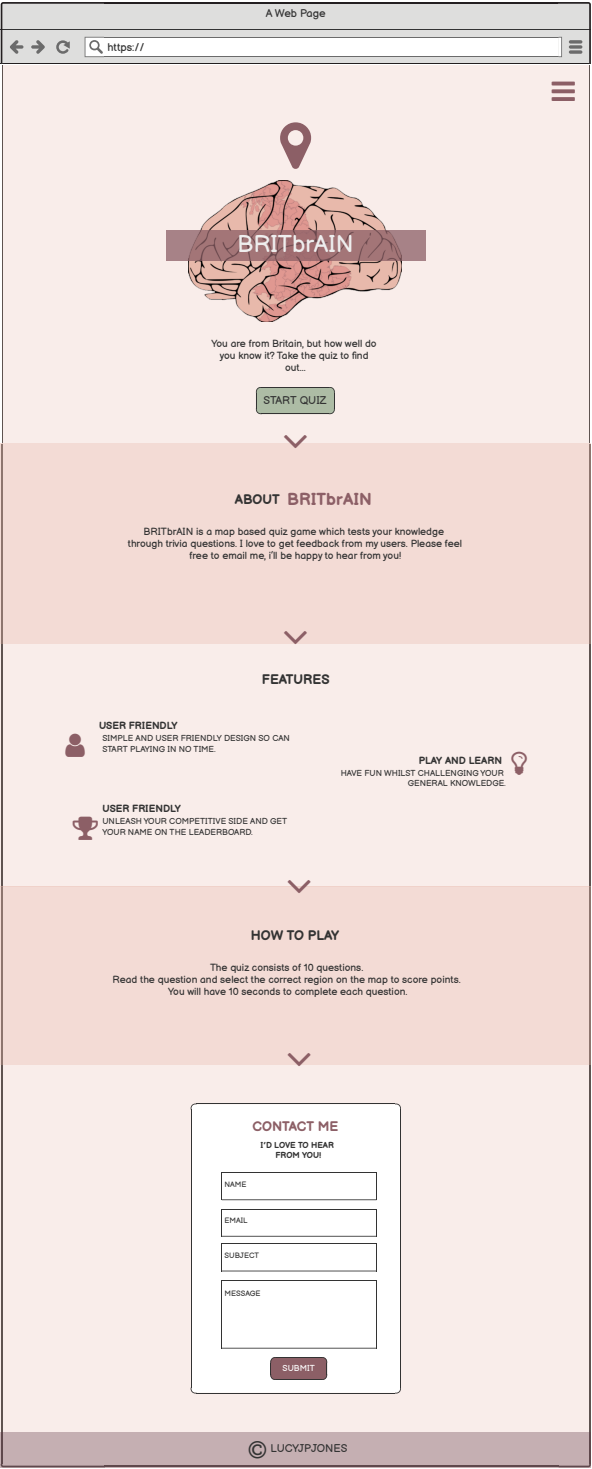 A Web Page
https://
BRITbrAIN
You are from Britain, but how well do
you know it? Take the quiz to find
out...
START QUIZ
ABOUT BRITbrAIN
BRITbrAIN is a map based quiz game which tests your knowledge
through trivia questions. I love to get feedback from my users. Please feel
free to email me, i'll be happy to hear from you!
FEATURES
USER FRIENDLY
SIMPLE AND USER FRIENDLY DESIGN SO CAN
START PLAYING IN NO TIME.
PLAY AND LEARN
HAVE FUN WHILST CHALLENGING YOUR
GENERAL KNOWLEDGE.
USER FRIENDLY
UNLEASH YOUR COMPETITIVE SIDE AND GET
YOUR NAME ON THE LEADERBOARD.
HOW TO PLAY
The quiz consists of 10 questions.
Read the question and select the correct region on the map to score points.
You will have 10 seconds to complete each question.
CONTACT ME
I'D LOVE TO HEAR
FROM YOU!
NAME
EMAIL
SUBJECT
MESSAGE
SUBMIT
© LUCYJPJONES